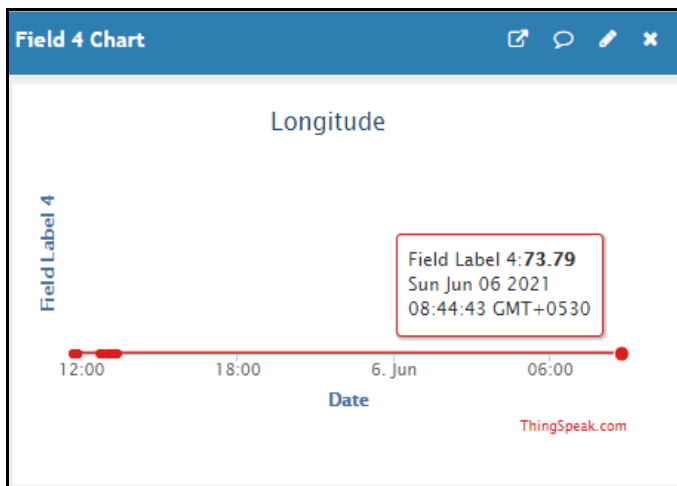 Field 4 Chart
Longitude
Field Label 4
Field Label 4:73.79
Sun Jun 06 2021
08:44:43 GMT+0530
12:00 18:00 6. Jun 06:00
Date
ThingSpeak.com